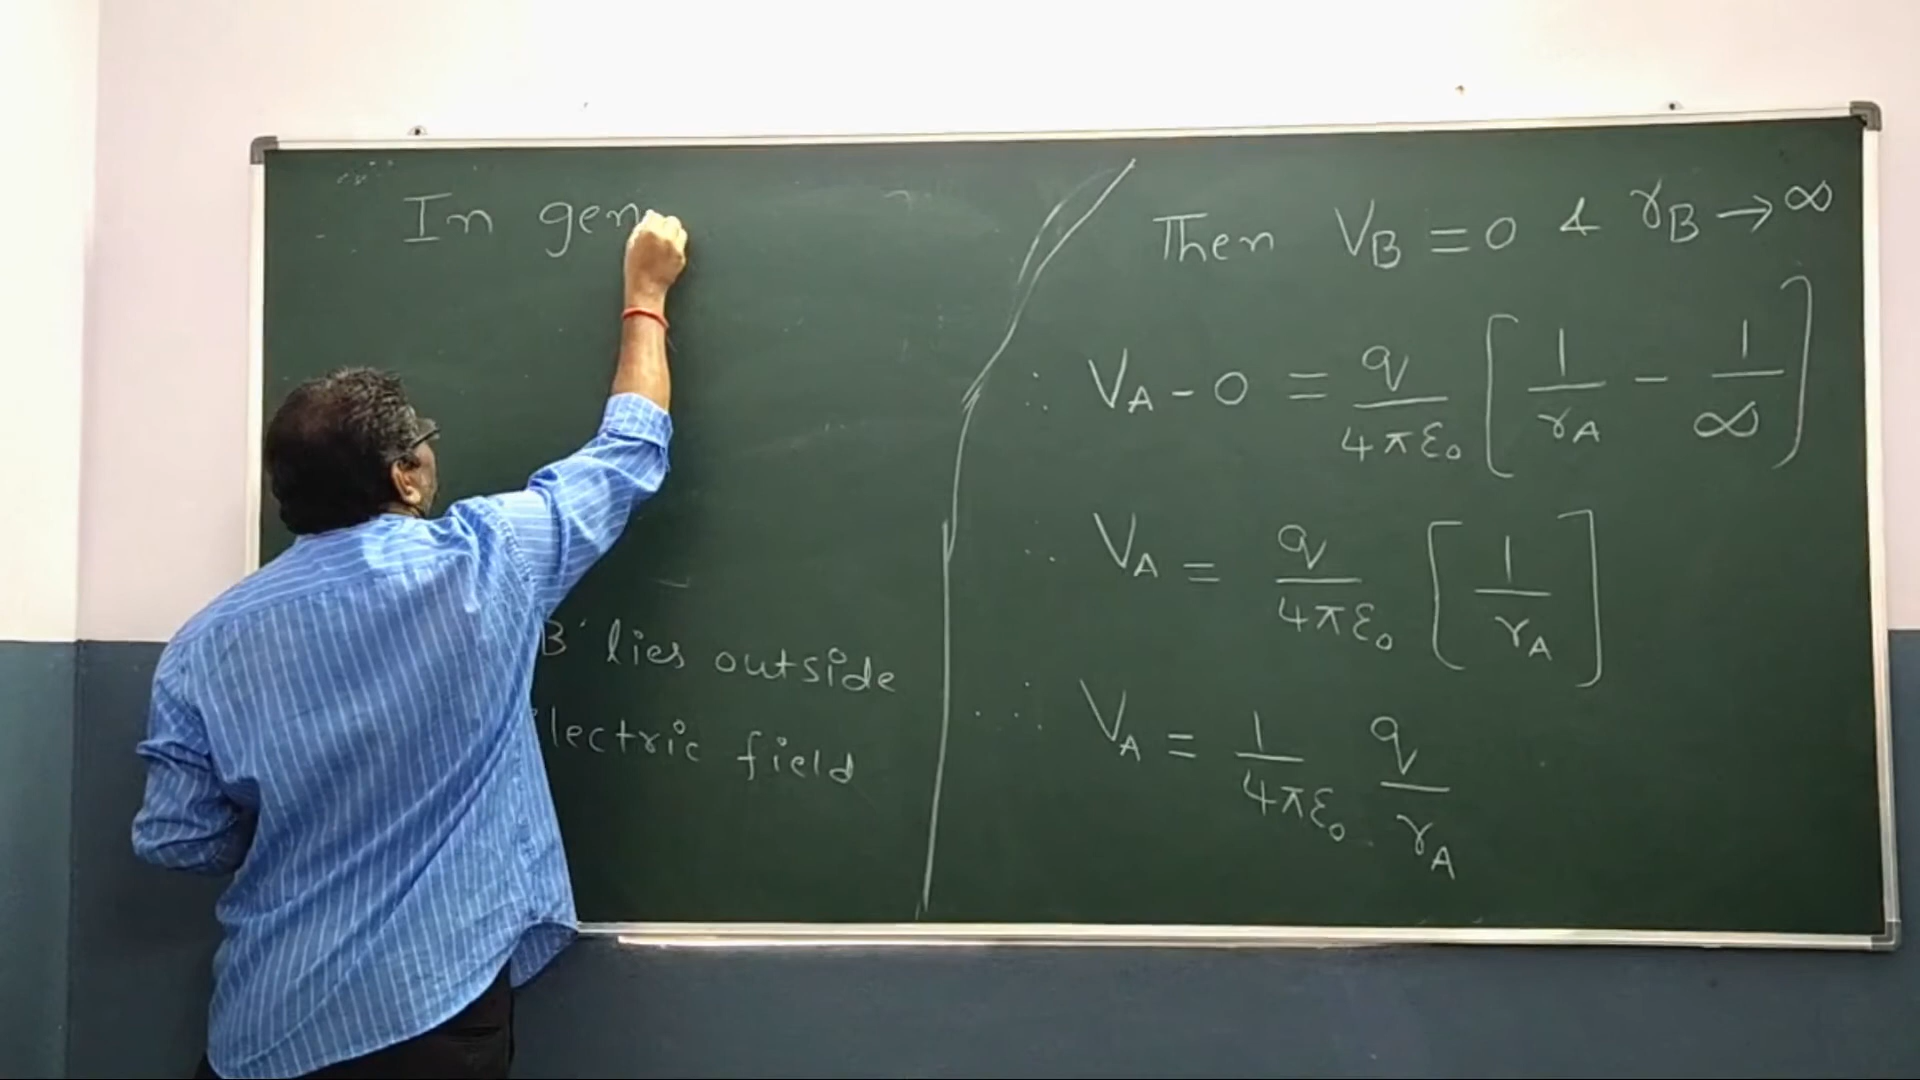 In gen
B' lies outside
lectric field
Then V_B = 0 & r_B → ∞
∴ V_A - 0 = q/4πε₀ [1/r_A - 1/∞]
∴ V_A = q/4πε₀ [1/r_A]
∴ V_A = 1/4πε₀ q/r_A